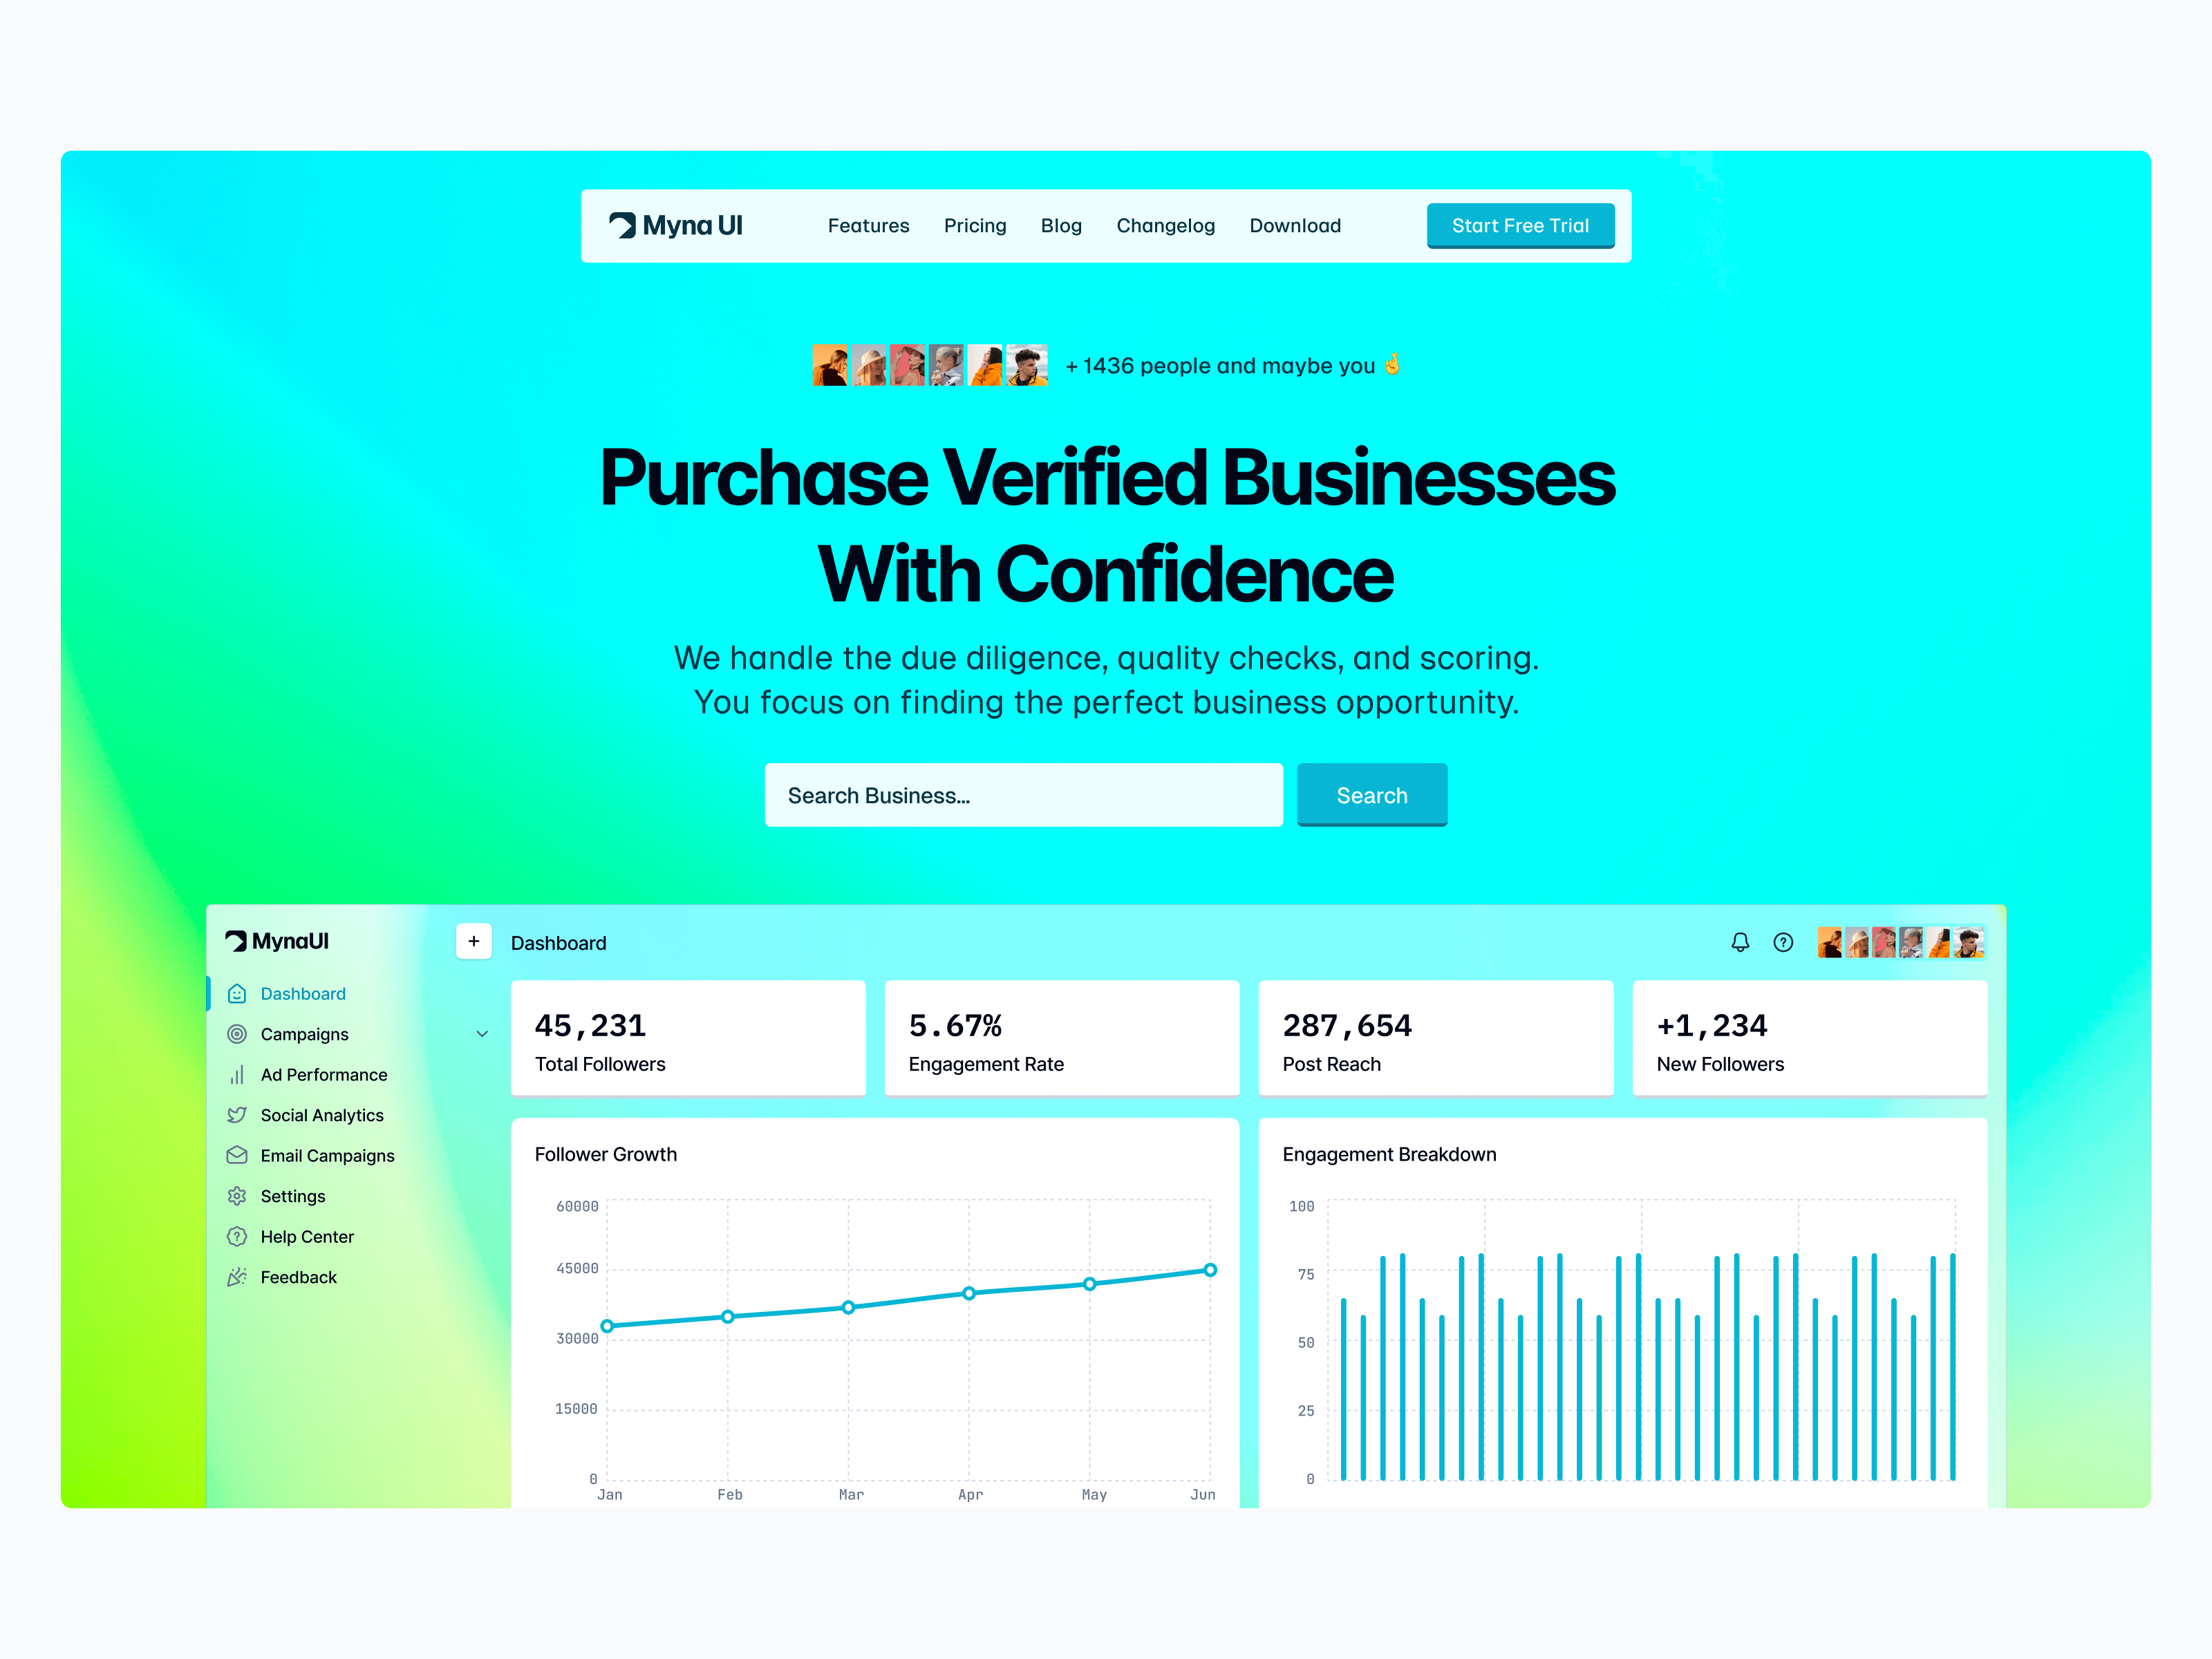 Myna UI
Features Pricing Blog Changelog Download
Start Free Trial
+ 1436 people and maybe you 🤞
Purchase Verified Businesses
With Confidence
We handle the due diligence, quality checks, and scoring.
You focus on finding the perfect business opportunity.
Search Business...
Search
MynaUI
+ Dashboard
Dashboard
Campaigns
Ad Performance
Social Analytics
Email Campaigns
Settings
Help Center
Feedback
45,231
Total Followers
5.67%
Engagement Rate
287,654
Post Reach
+1,234
New Followers
Follower Growth
60000
45000
30000
15000
0
Jan Feb Mar Apr May Jun
Engagement Breakdown
100
75
50
25
0